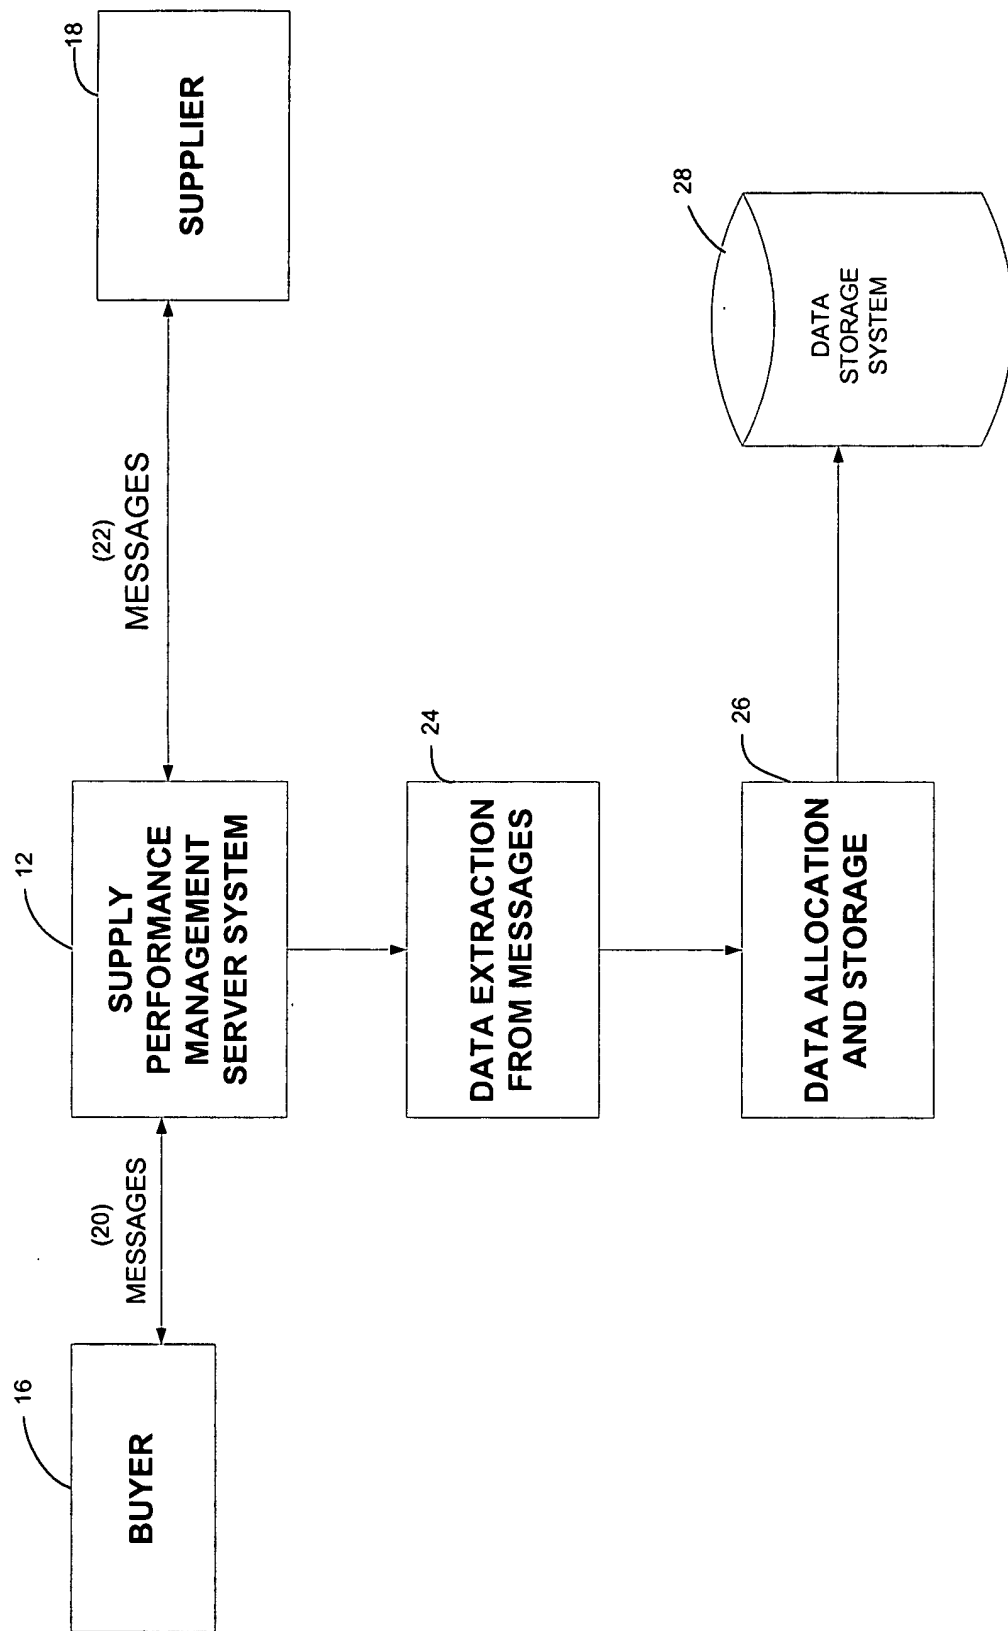 16
BUYER
(20)
MESSAGES
12
SUPPLY
PERFORMANCE
MANAGEMENT
SERVER SYSTEM
(22)
MESSAGES
18
SUPPLIER
24
DATA EXTRACTION
FROM MESSAGES
26
DATA ALLOCATION
AND STORAGE
28
DATA
STORAGE
SYSTEM